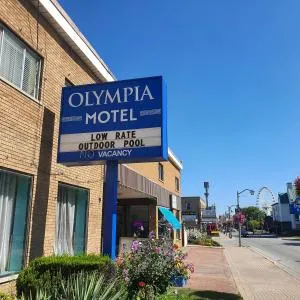 OLYMPIA
MOTEL
LOW RATE
OUTDOOR POOL
NO VACANCY